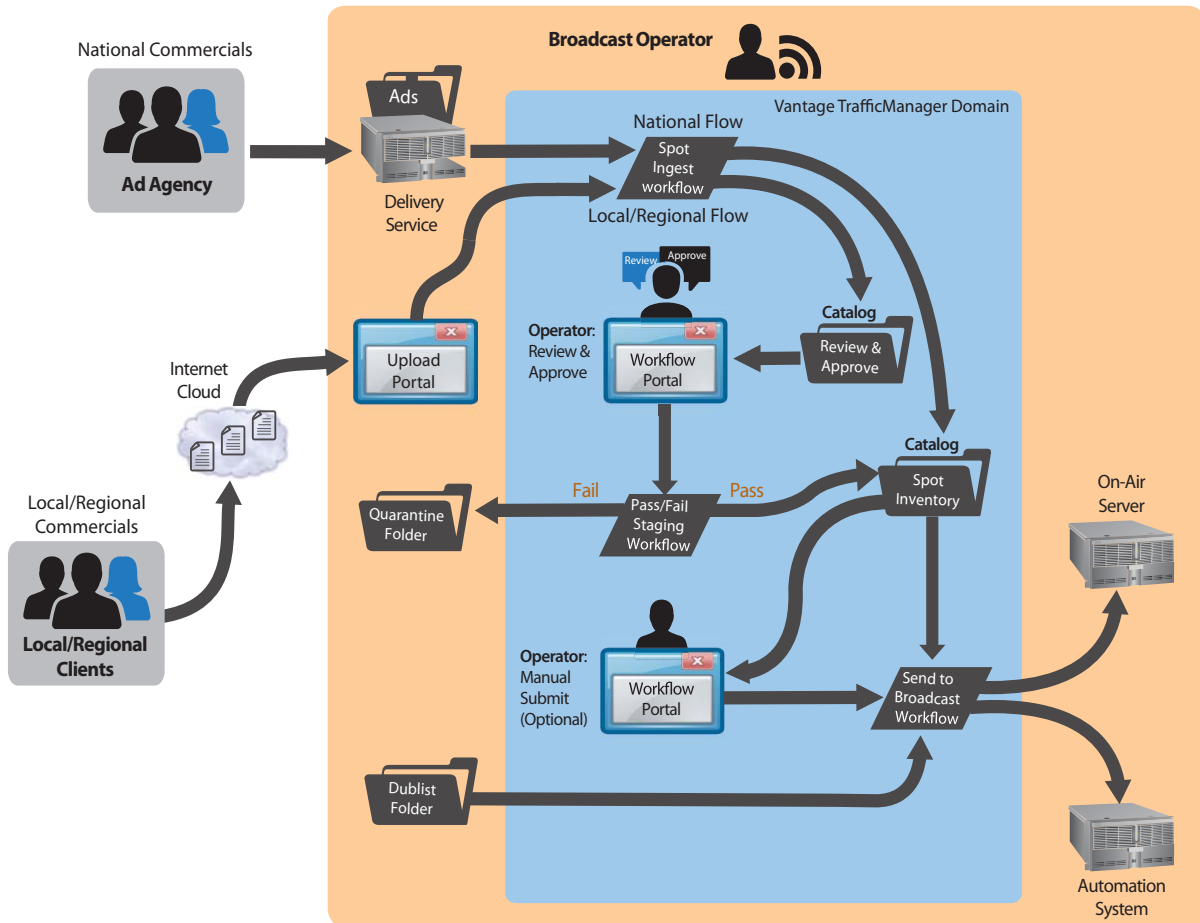 National Commercials
Ad Agency
Broadcast Operator
Ads
Delivery
Service
Vantage TrafficManager Domain
National Flow
Spot
Ingest
workflow
Local/Regional Flow
Review
Approve
Operator:
Review &
Approve
Workflow
Portal
Catalog
Review &
Approve
Upload
Portal
Internet
Cloud
Local/Regional
Commercials
Local/Regional
Clients
Quarantine
Folder
Fail
Pass/Fail
Staging
Workflow
Pass
Catalog
Spot
Inventory
On-Air
Server
Operator:
Manual
Submit
(Optional)
Workflow
Portal
Send to
Broadcast
Workflow
Dublist
Folder
Automation
System